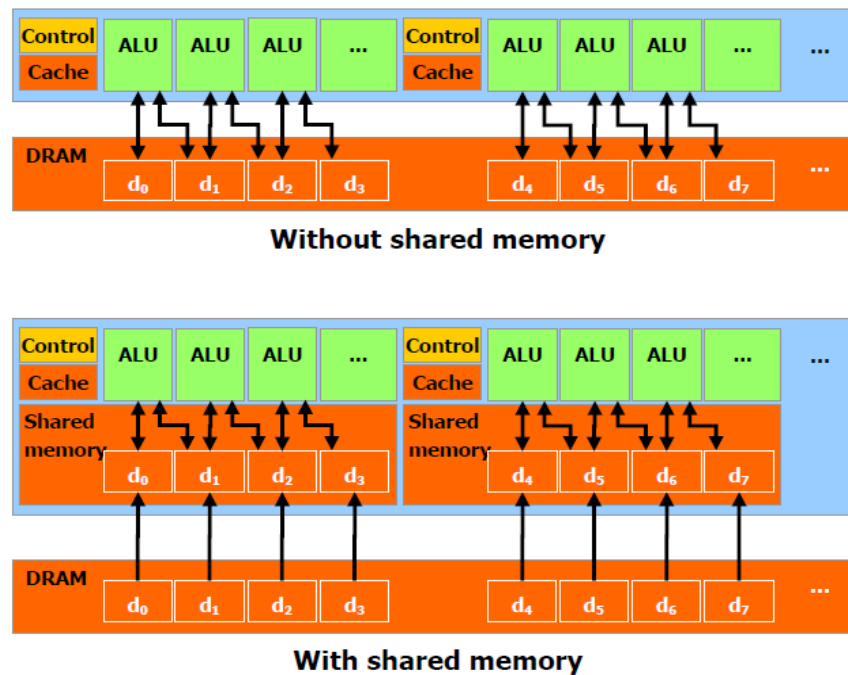 Control ALU ALU ALU ... Control ALU ALU ALU ... ...
Cache Cache
DRAM ...
d₀ d₁ d₂ d₃ d₄ d₅ d₆ d₇
Without shared memory
Control ALU ALU ALU ... Control ALU ALU ALU ... ...
Cache Cache
Shared Shared
memory memory
d₀ d₁ d₂ d₃ d₄ d₅ d₆ d₇
DRAM ...
d₀ d₁ d₂ d₃ d₄ d₅ d₆ d₇
With shared memory